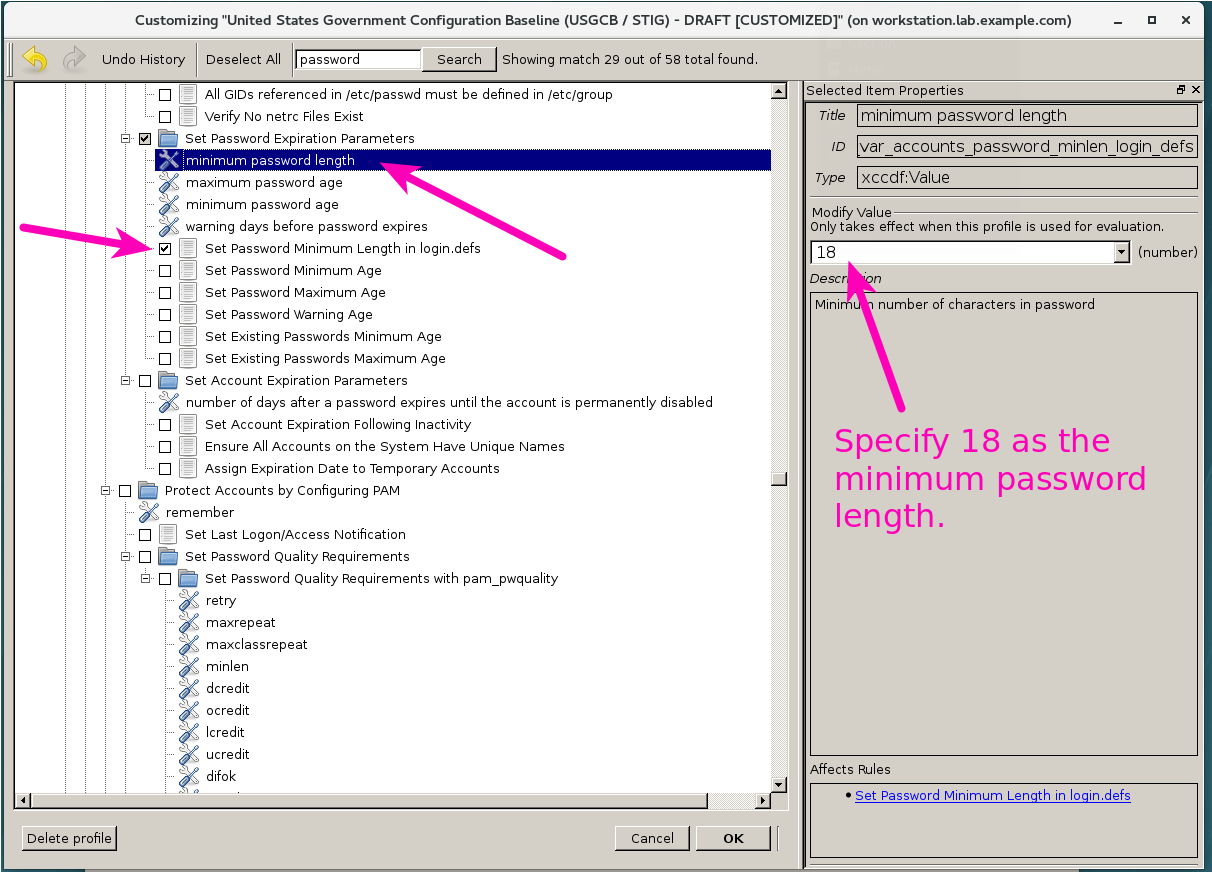 Customizing "United States Government Configuration Baseline (USGCB / STIG) - DRAFT [CUSTOMIZED]" (on workstation.lab.example.com)
Undo History
Deselect All
password
Search
Showing match 29 out of 58 total found.
All GIDs referenced in /etc/passwd must be defined in /etc/group
Verify No netrc Files Exist
Set Password Expiration Parameters
minimum password length
maximum password age
minimum password age
warning days before password expires
Set Password Minimum Length in login.defs
Set Password Minimum Age
Set Password Maximum Age
Set Password Warning Age
Set Existing Passwords Minimum Age
Set Existing Passwords Maximum Age
Set Account Expiration Parameters
number of days after a password expires until the account is permanently disabled
Set Account Expiration Following Inactivity
Ensure All Accounts on the System Have Unique Names
Assign Expiration Date to Temporary Accounts
Protect Accounts by Configuring PAM
remember
Set Last Logon/Access Notification
Set Password Quality Requirements
Set Password Quality Requirements with pam_pwquality
retry
maxrepeat
maxclassrepeat
minlen
dcredit
ocredit
lcredit
ucredit
difok
Delete profile
Cancel
OK
Selected Item Properties
Title minimum password length
ID var_accounts_password_minlen_login_defs
Type xccdf:Value
Modify Value
Only takes effect when this profile is used for evaluation.
18 (number)
Description
Minimum number of characters in password
Specify 18 as the
minimum password
length.
Affects Rules
• Set Password Minimum Length in login.defs